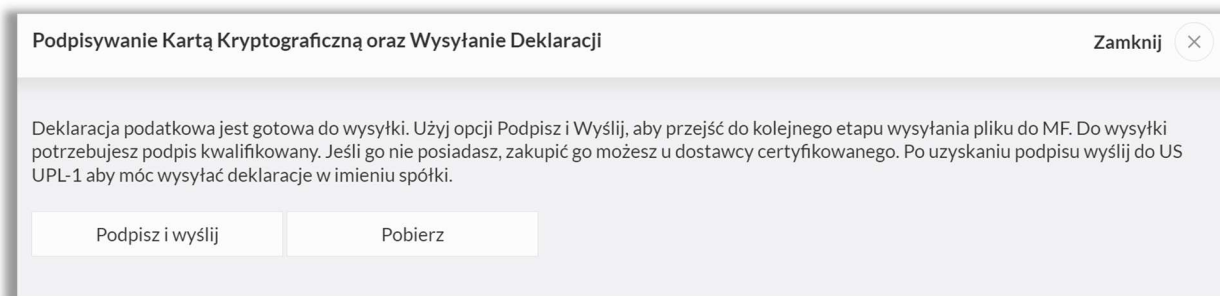 Podpisywanie Kartą Kryptograficzną oraz Wysyłanie Deklaracji
Zamknij
Deklaracja podatkowa jest gotowa do wysyłki. Użyj opcji Podpisz i Wyślij, aby przejść do kolejnego etapu wysyłania pliku do MF. Do wysyłki
potrzebujesz podpis kwalifikowany. Jeśli go nie posiadasz, zakupić go możesz u dostawcy certyfikowanego. Po uzyskaniu podpisu wyślij do US
UPL-1 aby móc wysyłać deklaracje w imieniu spółki.
Podpisz i wyślij
Pobierz